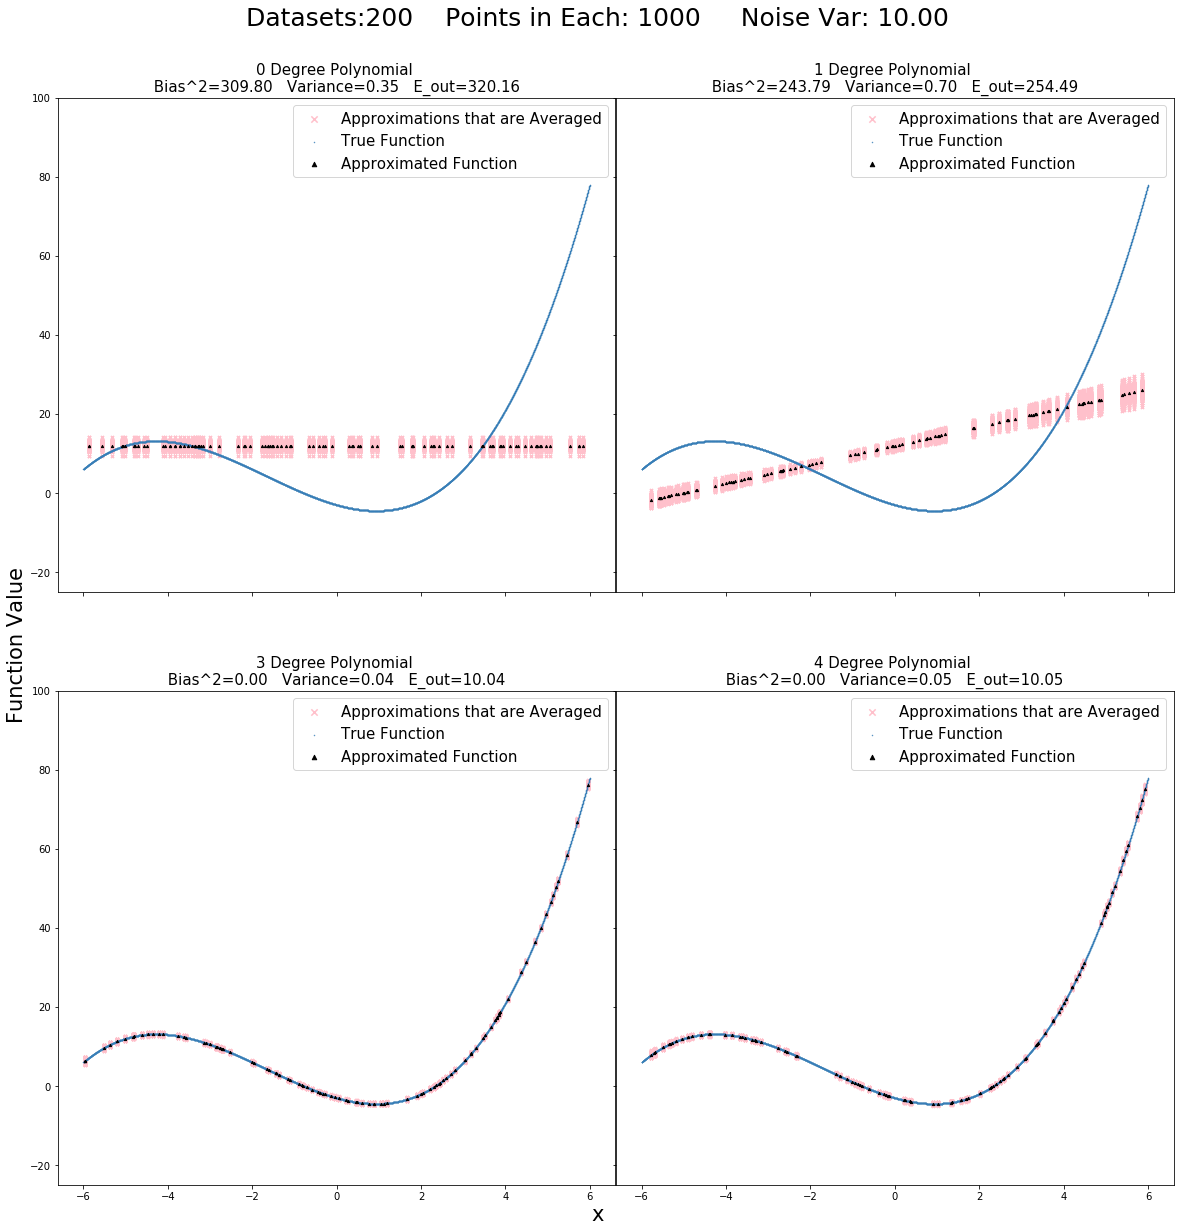 Datasets:200    Points in Each: 1000     Noise Var: 10.00
0 Degree Polynomial
Bias^2=309.80   Variance=0.35   E_out=320.16
1 Degree Polynomial
Bias^2=243.79   Variance=0.70   E_out=254.49
Approximations that are Averaged
True Function
Approximated Function
Approximations that are Averaged
True Function
Approximated Function
100
80
60
40
20
0
−20
Function Value
3 Degree Polynomial
Bias^2=0.00   Variance=0.04   E_out=10.04
4 Degree Polynomial
Bias^2=0.00   Variance=0.05   E_out=10.05
Approximations that are Averaged
True Function
Approximated Function
Approximations that are Averaged
True Function
Approximated Function
100
80
60
40
20
0
−20
−6 −4 −2 0 2 4 6
−6 −4 −2 0 2 4 6
x